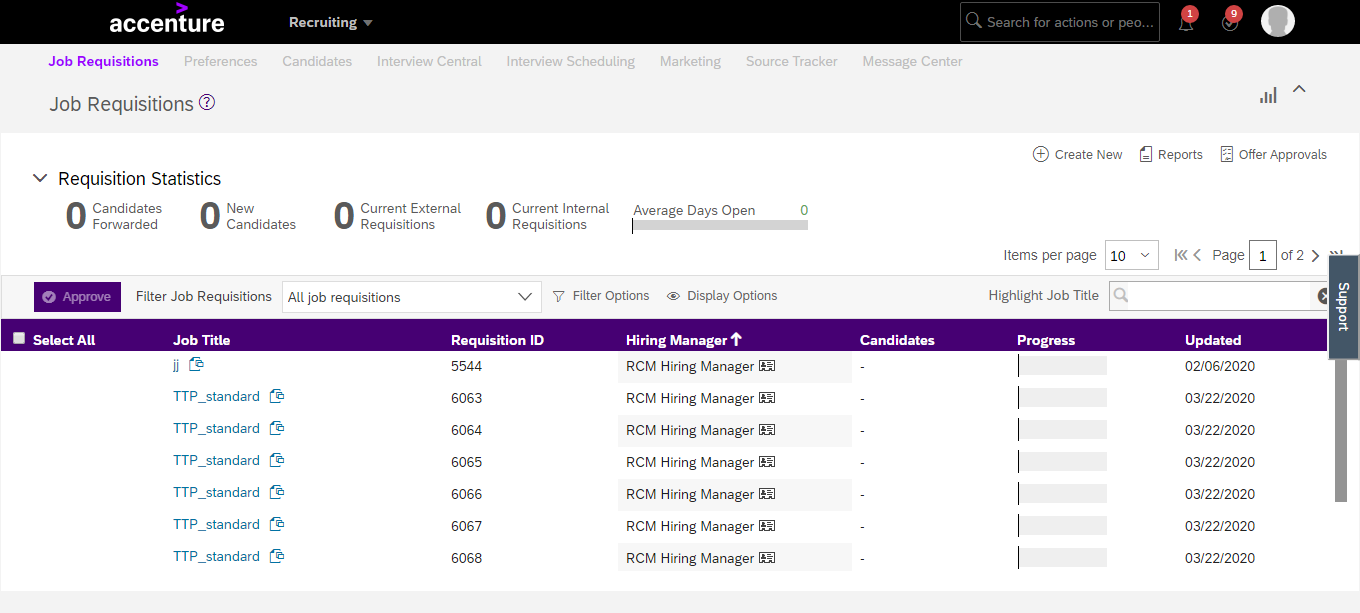 accenture
Recruiting
Search for actions or peo...
1
9
Job Requisitions Preferences Candidates Interview Central Interview Scheduling Marketing Source Tracker Message Center
Job Requisitions ?
Create New Reports Offer Approvals
Requisition Statistics
0 Candidates Forwarded
0 New Candidates
0 Current External Requisitions
0 Current Internal Requisitions
Average Days Open 0
Items per page 10 Page 1 of 2
Support
Approve Filter Job Requisitions All job requisitions Filter Options Display Options Highlight Job Title
Select All Job Title Requisition ID Hiring Manager Candidates Progress Updated
jj 5544 RCM Hiring Manager - 02/06/2020
TTP_standard 6063 RCM Hiring Manager - 03/22/2020
TTP_standard 6064 RCM Hiring Manager - 03/22/2020
TTP_standard 6065 RCM Hiring Manager - 03/22/2020
TTP_standard 6066 RCM Hiring Manager - 03/22/2020
TTP_standard 6067 RCM Hiring Manager - 03/22/2020
TTP_standard 6068 RCM Hiring Manager - 03/22/2020